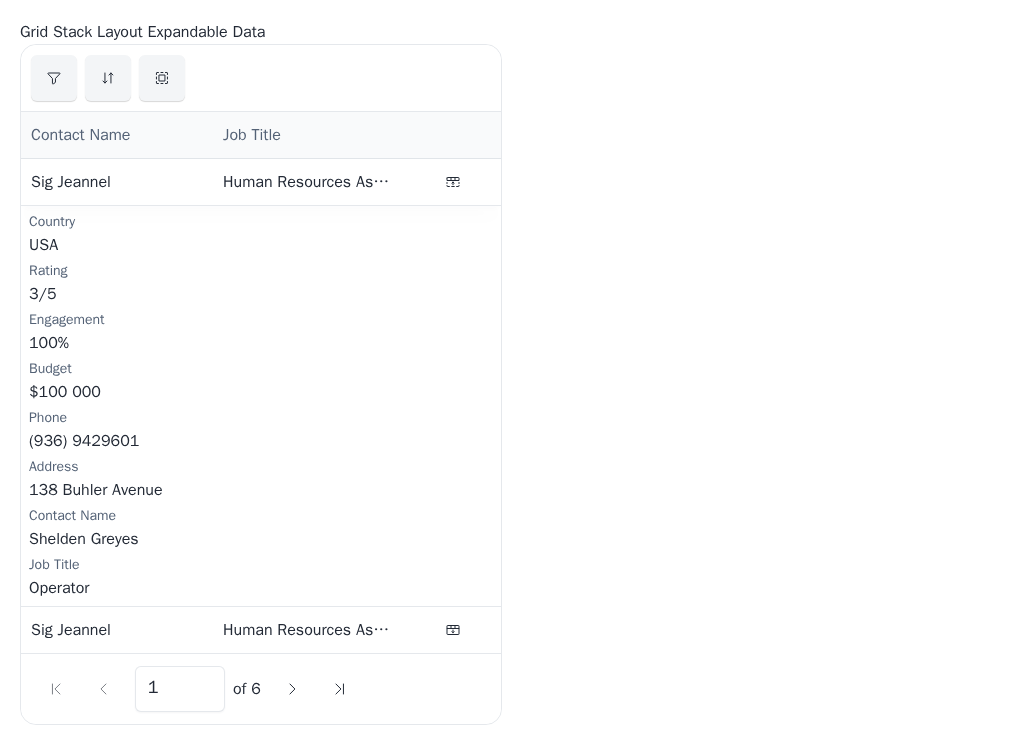 Grid Stack Layout Expandable Data
Contact Name Job Title
Sig Jeannel Human Resources As···
Country
USA
Rating
3/5
Engagement
100%
Budget
$100 000
Phone
(936) 9429601
Address
138 Buhler Avenue
Contact Name
Shelden Greyes
Job Title
Operator
Sig Jeannel Human Resources As···
1 of 6